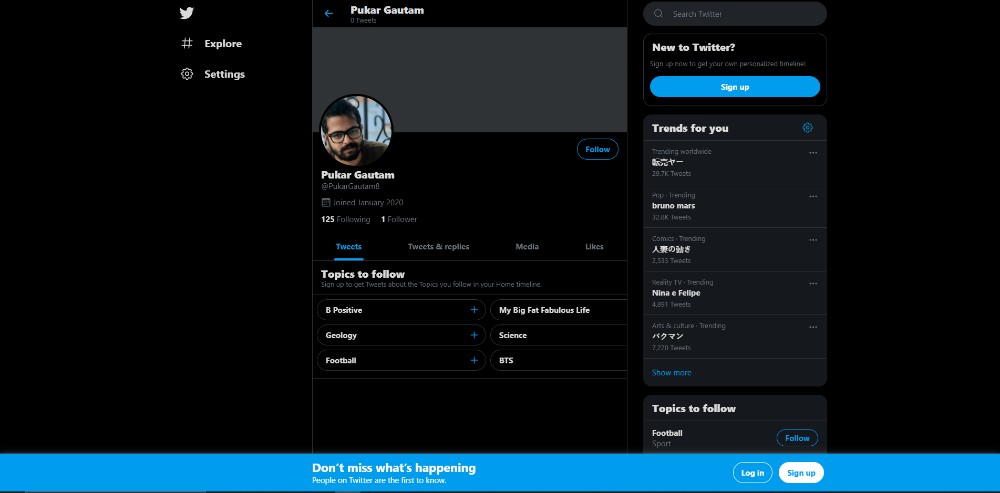 Explore
Settings
Pukar Gautam
0 Tweets
Follow
Pukar Gautam
@PukarGautam8
Joined January 2020
125 Following 1 Follower
Tweets Tweets & replies Media Likes
Topics to follow
Sign up to get Tweets about the Topics you follow in your Home timeline.
B Positive My Big Fat Fabulous Life
Geology Science
Football BTS
Search Twitter
New to Twitter?
Sign up now to get your own personalized timeline!
Sign up
Trends for you
Trending worldwide
転売ヤー
29.7K Tweets
Pop · Trending
bruno mars
32.8K Tweets
Comics · Trending
人妻の動き
2,533 Tweets
Reality TV · Trending
Nina e Felipe
4,891 Tweets
Arts & culture · Trending
バクマン
7,270 Tweets
Show more
Topics to follow
Football
Sport
Follow
Don’t miss what’s happening
People on Twitter are the first to know.
Log in Sign up